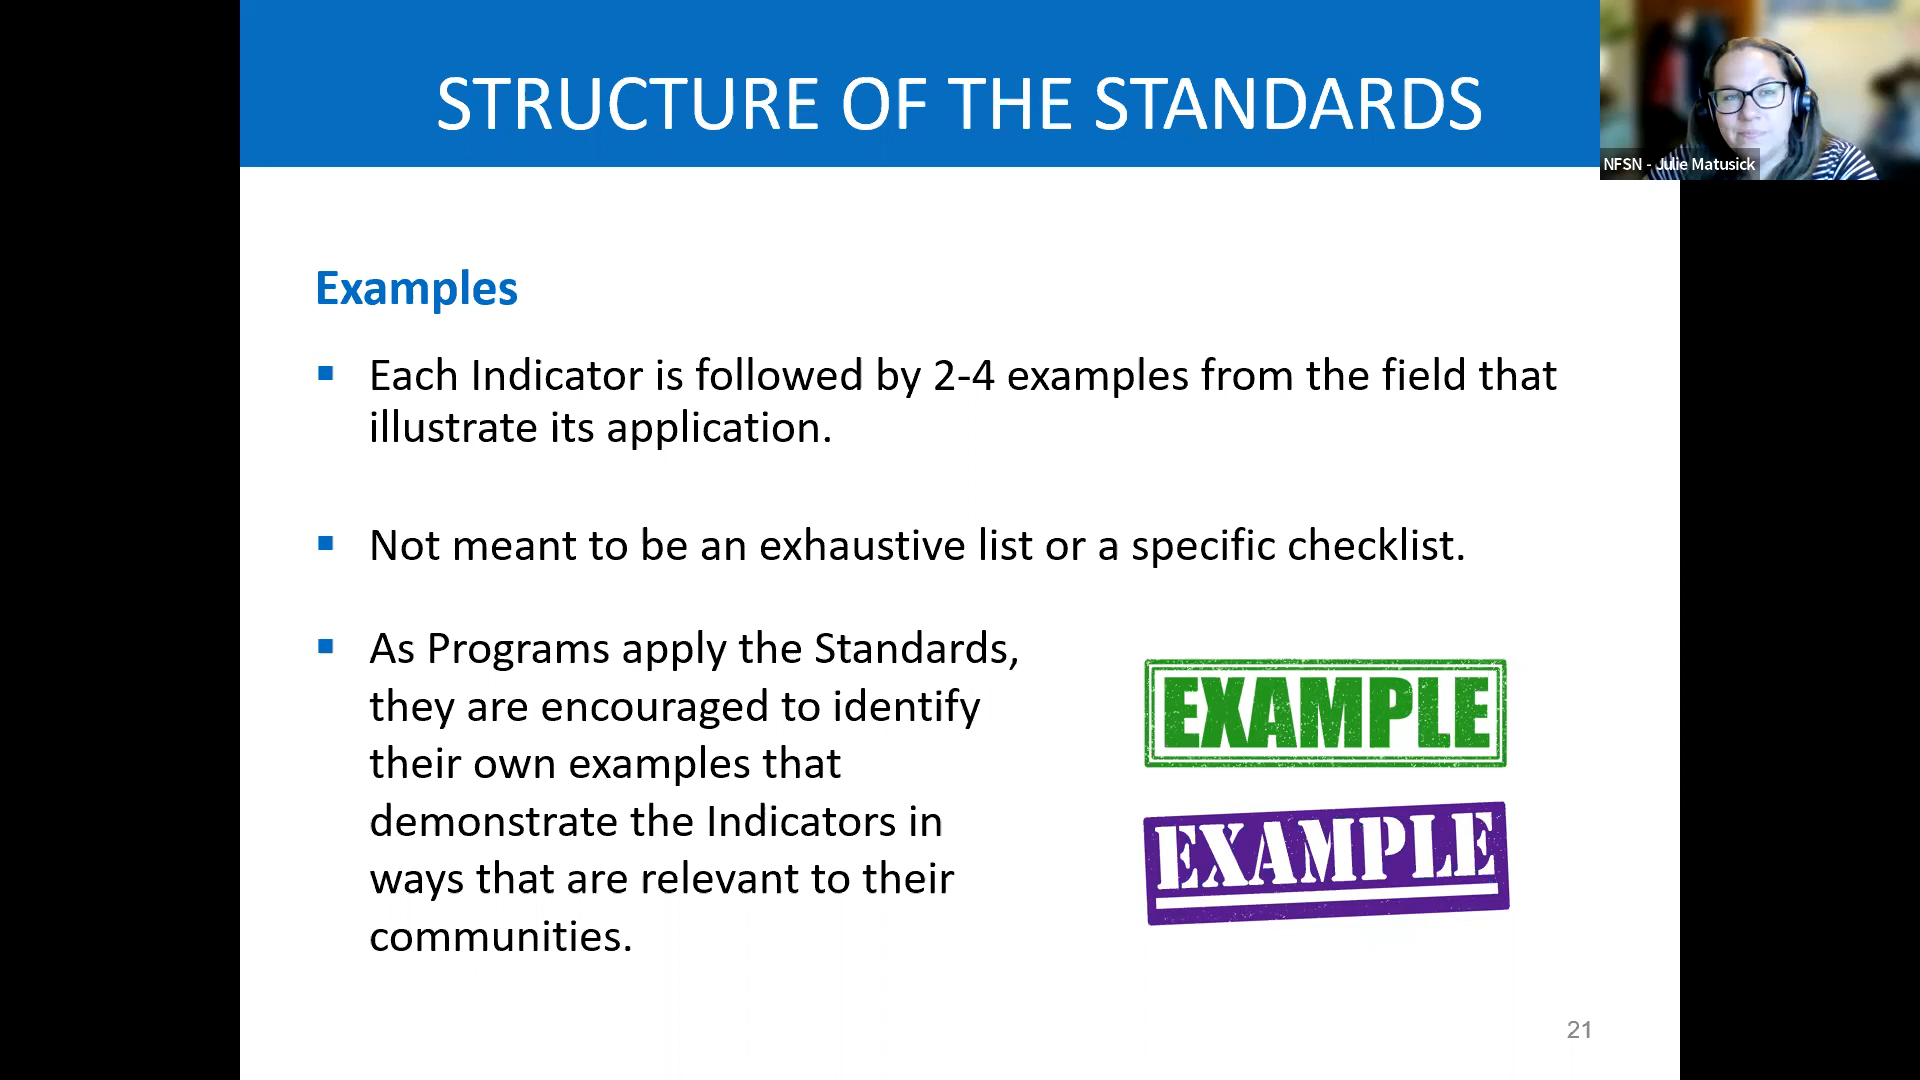 STRUCTURE OF THE STANDARDS
NFSN - Julie Matusick
Examples
▪ Each Indicator is followed by 2-4 examples from the field that
illustrate its application.
▪ Not meant to be an exhaustive list or a specific checklist.
▪ As Programs apply the Standards,
they are encouraged to identify
their own examples that
demonstrate the Indicators in
ways that are relevant to their
communities.
EXAMPLE
EXAMPLE
21